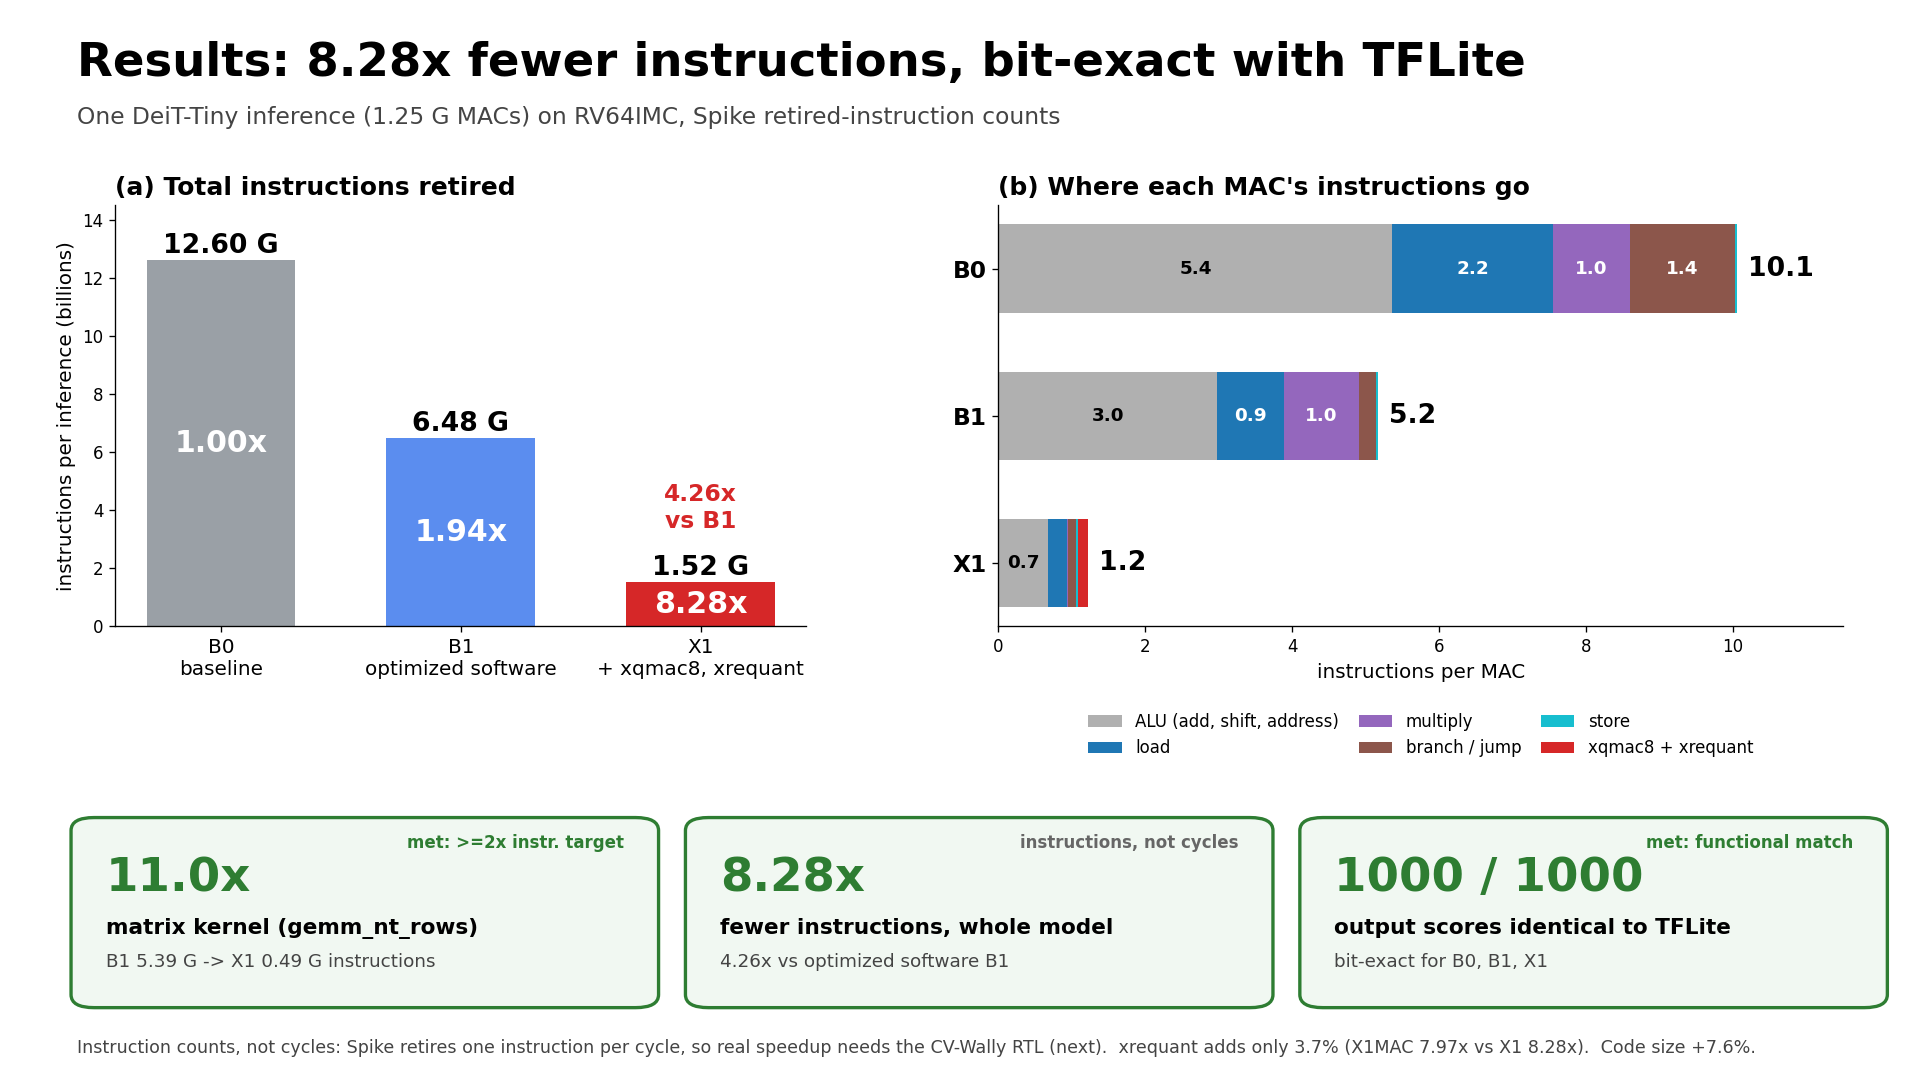 Results: 8.28x fewer instructions, bit-exact with TFLite
One DeiT-Tiny inference (1.25 G MACs) on RV64IMC, Spike retired-instruction counts
(a) Total instructions retired
instructions per inference (billions)
14
12
10
8
6
4
2
0
12.60 G
1.00x
6.48 G
1.94x
4.26x
vs B1
1.52 G
8.28x
B0
baseline
B1
optimized software
X1
+ xqmac8, xrequant
(b) Where each MAC's instructions go
B0
5.4
2.2
1.0
1.4
10.1
B1
3.0
0.9
1.0
5.2
X1
0.7
1.2
0
2
4
6
8
10
instructions per MAC
ALU (add, shift, address)
load
multiply
branch / jump
store
xqmac8 + xrequant
met: >=2x instr. target
11.0x
matrix kernel (gemm_nt_rows)
B1 5.39 G -> X1 0.49 G instructions
instructions, not cycles
8.28x
fewer instructions, whole model
4.26x vs optimized software B1
met: functional match
1000 / 1000
output scores identical to TFLite
bit-exact for B0, B1, X1
Instruction counts, not cycles: Spike retires one instruction per cycle, so real speedup needs the CV-Wally RTL (next).  xrequant adds only 3.7% (X1MAC 7.97x vs X1 8.28x).  Code size +7.6%.